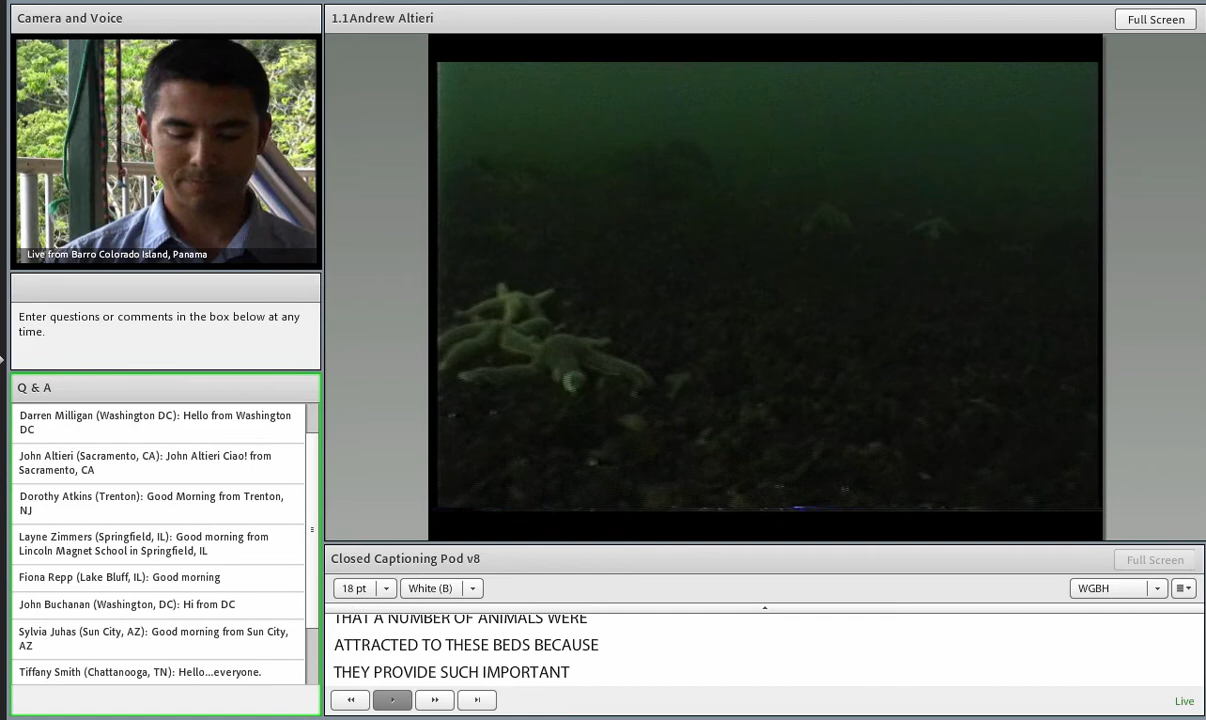 Camera and Voice
Live from Barro Colorado Island, Panama
Enter questions or comments in the box below at any
time.
Q & A
Darren Milligan (Washington DC): Hello from Washington
DC
John Altieri (Sacramento, CA): John Altieri Ciao! from
Sacramento, CA
Dorothy Atkins (Trenton): Good Morning from Trenton,
NJ
Layne Zimmers (Springfield, IL): Good morning from
Lincoln Magnet School in Springfield, IL
Fiona Repp (Lake Bluff, IL): Good morning
John Buchanan (Washington, DC): Hi from DC
Sylvia Juhas (Sun City, AZ): Good morning from Sun City,
AZ
Tiffany Smith (Chattanooga, TN): Hello...everyone.
1.1Andrew Altieri
Full Screen
Closed Captioning Pod v8
Full Screen
18 pt
White (B)
WGBH
THAT A NUMBER OF ANIMALS WERE
ATTRACTED TO THESE BEDS BECAUSE
THEY PROVIDE SUCH IMPORTANT
Live